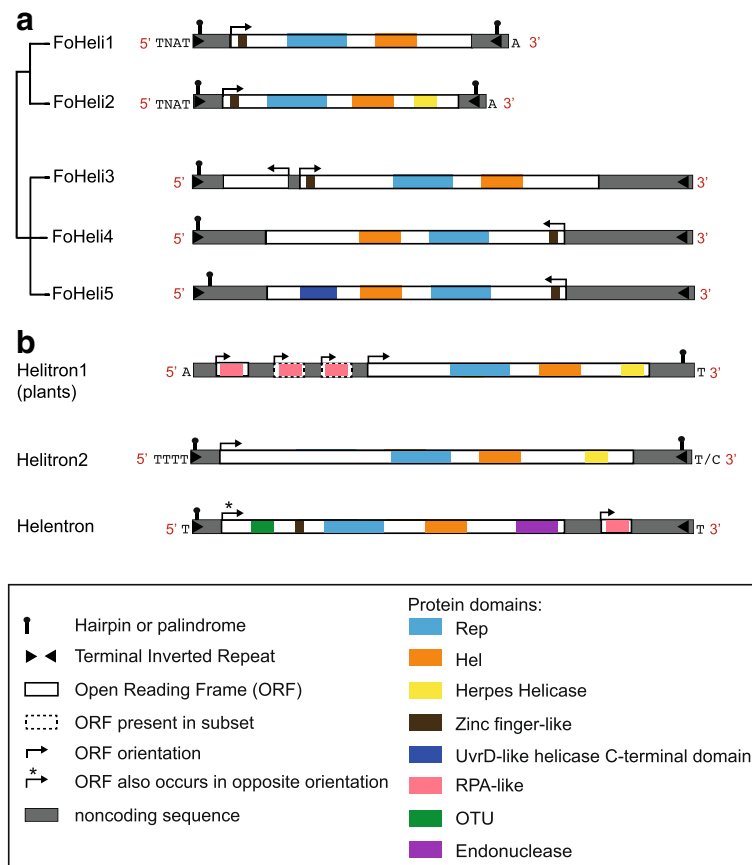 a
FoHeli1 5' TNAT A 3'
FoHeli2 5' TNAT A 3'
FoHeli3 5' 3'
FoHeli4 5' 3'
FoHeli5 5' 3'
b
Helitron1 5' A T 3'
(plants)
Helitron2 5' TTTT T/C 3'
*
Helentron 5' T T 3'
Hairpin or palindrome
Terminal Inverted Repeat
Open Reading Frame (ORF)
ORF present in subset
ORF orientation
*
ORF also occurs in opposite orientation
noncoding sequence
Protein domains:
Rep
Hel
Herpes Helicase
Zinc finger-like
UvrD-like helicase C-terminal domain
RPA-like
OTU
Endonuclease